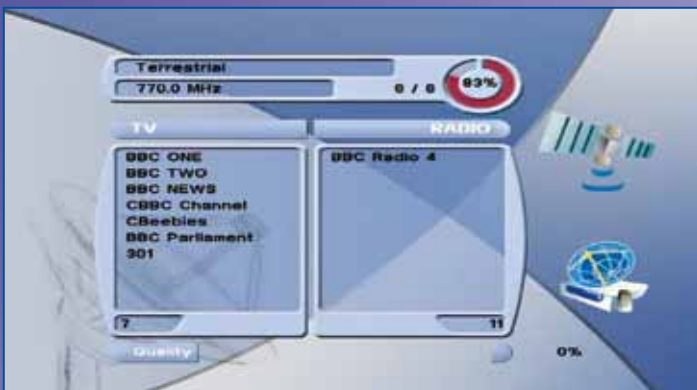 Terrestrial
770.0 MHz
6 / 6
83%
TV
RADIO
BBC ONE
BBC TWO
BBC NEWS
CBBC Channel
CBeebies
BBC Parliament
301
BBC Radio 4
7
11
Quality
0%